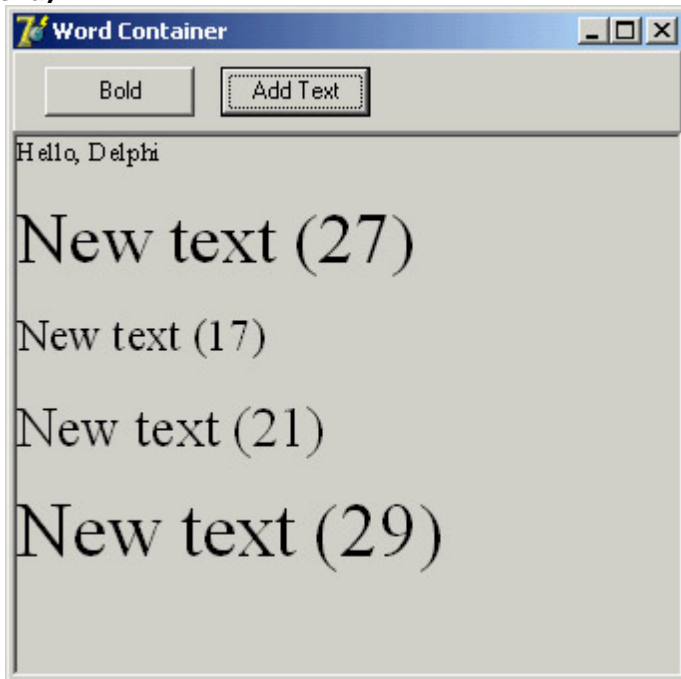 Word Container
Bold Add Text
Hello, Delphi
New text (27)
New text (17)
New text (21)
New text (29)